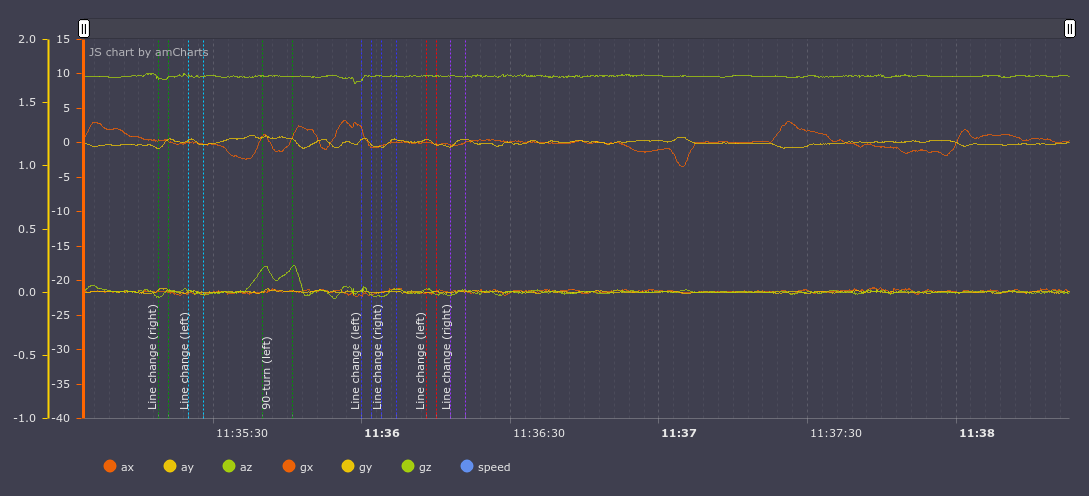 JS chart by amCharts
2.0
1.5
1.0
0.5
0.0
-0.5
-1.0
15
10
5
0
-5
-10
-15
-20
-25
-30
-35
-40
Line change (right)
Line change (left)
90-turn (left)
Line change (left)
Line change (right)
Line change (left)
Line change (right)
11:35:30
11:36
11:36:30
11:37
11:37:30
11:38
ax
ay
az
gx
gy
gz
speed